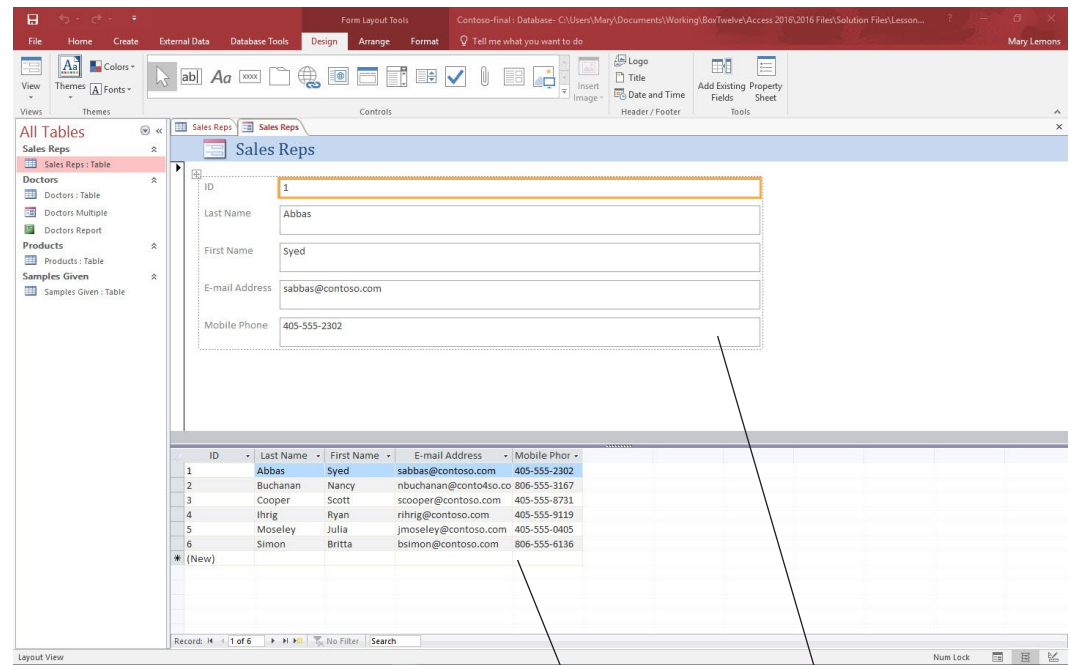 Form Layout Tools
Contoso-final : Database- C:\Users\Mary\Documents\Working\BoxTwelve\Access 2016\2016 Files\Solution Files\Lesson... ?
File Home Create External Data Database Tools Design Arrange Format Tell me what you want to do Mary Lemons
View Themes Colors Fonts
ab Aa xxxx
Insert Image
Logo
Title
Date and Time
Add Existing Fields
Property Sheet
Views Themes Controls Header / Footer Tools
All Tables
Sales Reps
Sales Reps : Table
Doctors
Doctors : Table
Doctors Multiple
Doctors Report
Products
Products : Table
Samples Given
Samples Given : Table
Sales Reps Sales Reps
Sales Reps
ID 1
Last Name Abbas
First Name Syed
E-mail Address sabbas@contoso.com
Mobile Phone 405-555-2302
ID Last Name First Name E-mail Address Mobile Phor
1 Abbas Syed sabbas@contoso.com 405-555-2302
2 Buchanan Nancy nbuchanan@conto4so.co 806-555-3167
3 Cooper Scott scooper@contoso.com 405-555-8731
4 Ihrig Ryan rihrig@contoso.com 405-555-9119
5 Moseley Julia jmoseley@contoso.com 405-555-0405
6 Simon Britta bsimon@contoso.com 806-555-6136
(New)
Record: 1 of 6 No Filter Search
Layout View Num Lock